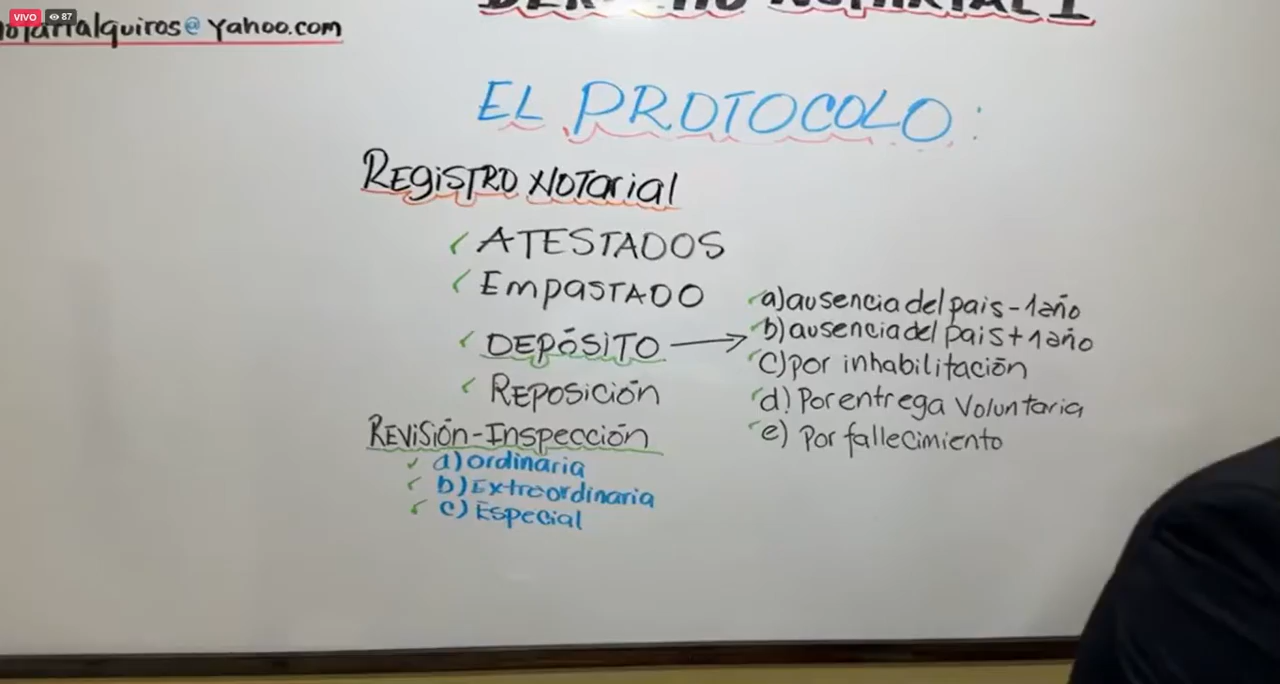 VIVO 87
@ Yahoo.com
EL PROTOCOLO:
REgiSTRO NOTarial
ATESTADOS
EmpaSTADO
DEPÓSiTO
REPOSICIÓN
a) ausencia del pais - 1 año
b) ausencia del pais + 1 año
c) por inhabilitación
d) Por entrega Voluntaria
e) Por fallecimiento
REVISIÓN-Inspección
a) ordinaria
b) Extraordinaria
c) Especial